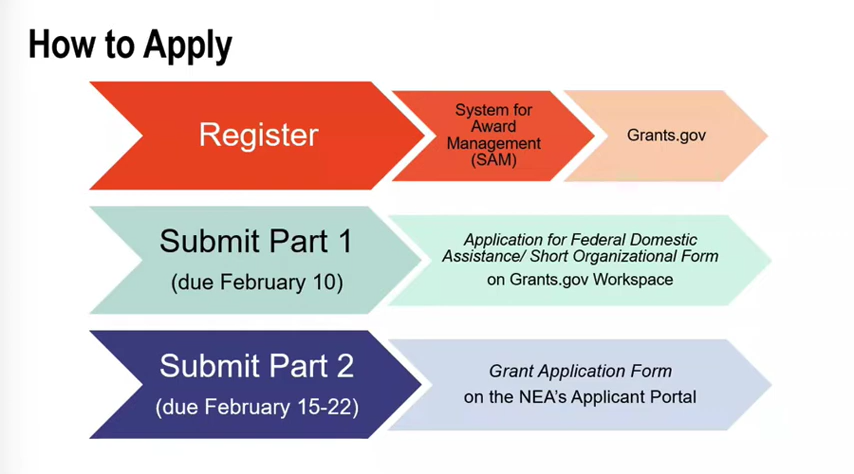 How to Apply
Register
System for
Award
Management
(SAM)
Grants.gov
Submit Part 1
(due February 10)
Application for Federal Domestic
Assistance/ Short Organizational Form
on Grants.gov Workspace
Submit Part 2
(due February 15-22)
Grant Application Form
on the NEA's Applicant Portal